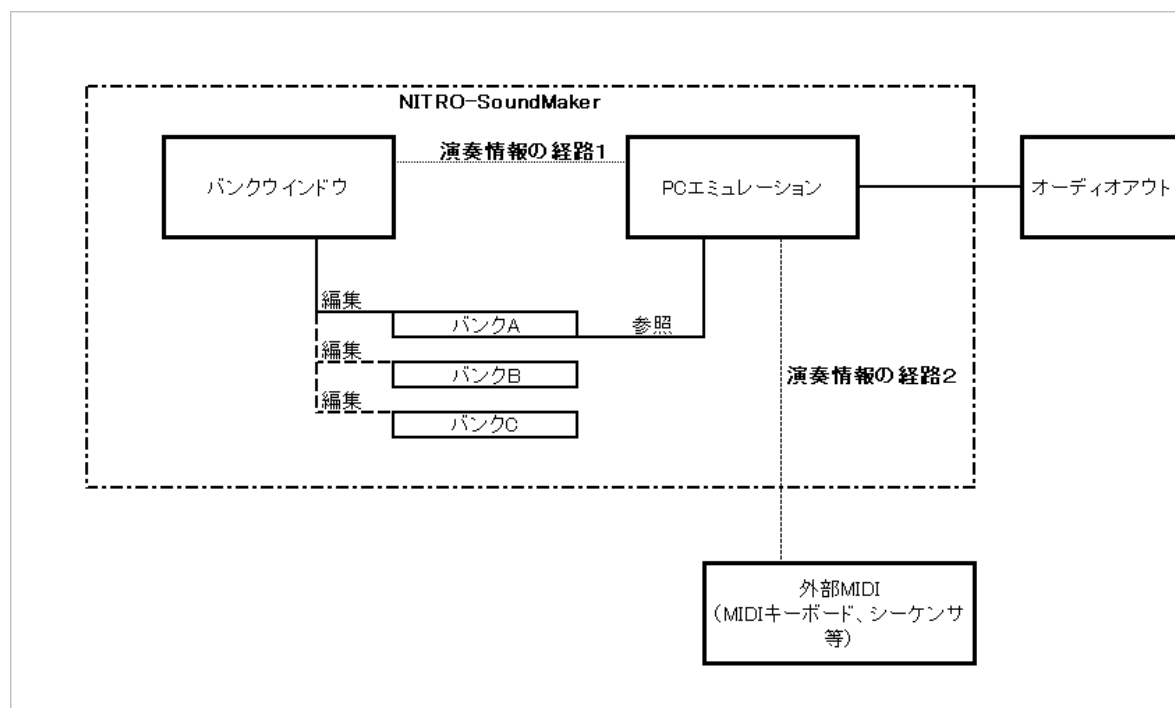 NITRO-SoundMaker
演奏情報の経路1
バンクウインドウ
PCエミュレーション
オーディオアウト
編集
バンクA
参照
編集
バンクB
演奏情報の経路2
編集
バンクC
外部MIDI
(MIDIキーボード、シーケンサ
等)